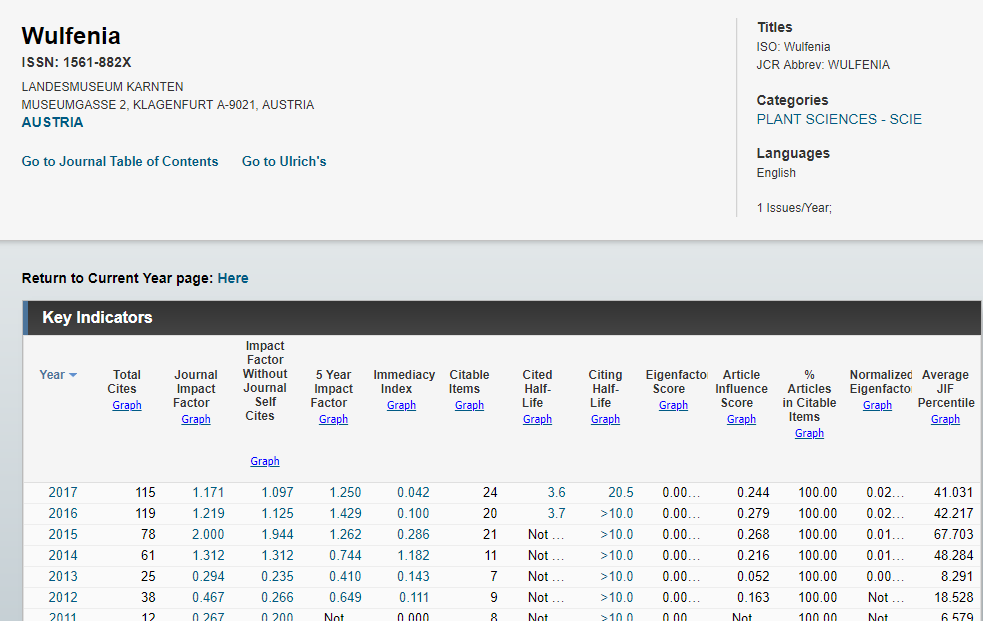 Wulfenia
ISSN: 1561-882X
LANDESMUSEUM KARNTEN
MUSEUMGASSE 2, KLAGENFURT A-9021, AUSTRIA
AUSTRIA
Go to Journal Table of Contents Go to Ulrich's
Titles
ISO: Wulfenia
JCR Abbrev: WULFENIA
Categories
PLANT SCIENCES - SCIE
Languages
English
1 Issues/Year;
Return to Current Year page: Here
Key Indicators
Year
Total
Cites
Graph
Journal
Impact
Factor
Graph
Impact
Factor
Without
Journal
Self
Cites
Graph
5 Year
Impact
Factor
Graph
Immediacy
Index
Graph
Citable
Items
Graph
Cited
Half-
Life
Graph
Citing
Half-
Life
Graph
Eigenfacto
Score
Graph
Article
Influence
Score
Graph
%
Articles
in Citable
Items
Graph
Normalized
Eigenfacto
Graph
Average
JIF
Percentile
Graph
2017 115 1.171 1.097 1.250 0.042 24 3.6 20.5 0.00... 0.244 100.00 0.02... 41.031
2016 119 1.219 1.125 1.429 0.100 20 3.7 >10.0 0.00... 0.279 100.00 0.02... 42.217
2015 78 2.000 1.944 1.262 0.286 21 Not ... >10.0 0.00... 0.268 100.00 0.01... 67.703
2014 61 1.312 1.312 0.744 1.182 11 Not ... >10.0 0.00... 0.216 100.00 0.01... 48.284
2013 25 0.294 0.235 0.410 0.143 7 Not ... >10.0 0.00... 0.052 100.00 0.00... 8.291
2012 38 0.467 0.266 0.649 0.111 9 Not ... >10.0 0.00... 0.163 100.00 Not ... 18.528
2011 12 0.267 0.200 Not 0.000 8 Not >10.0 0.00 Not 100.00 Not 6.579